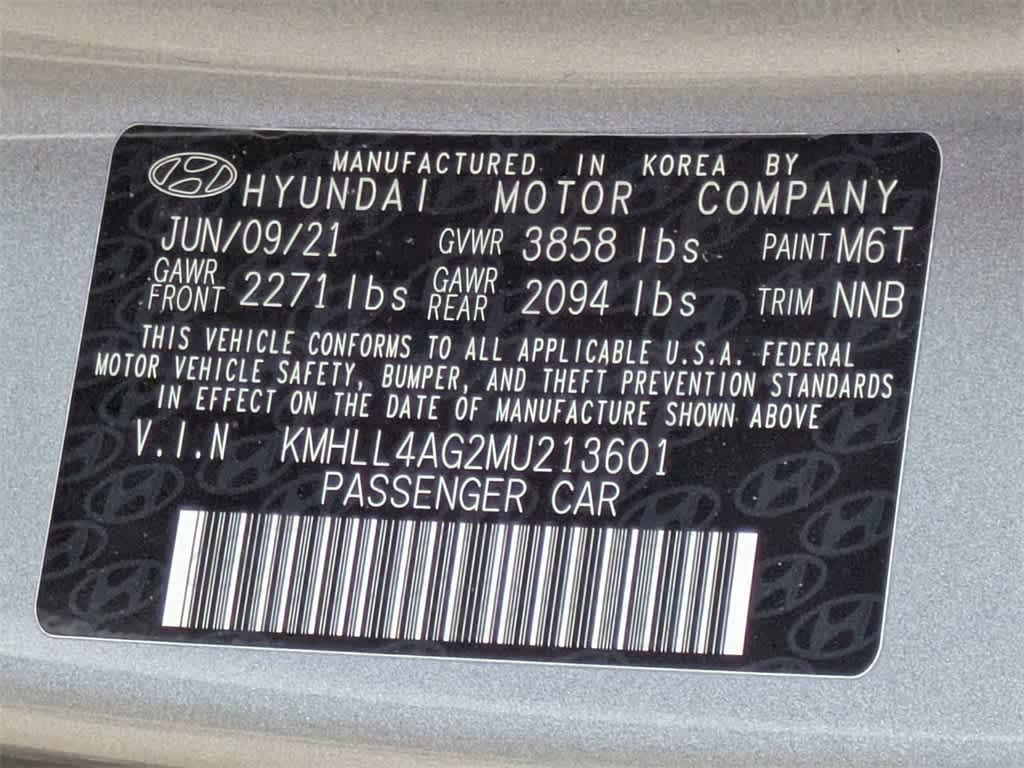 MANUFACTURED IN KOREA BY
HYUNDAI MOTOR COMPANY
JUN/09/21 GVWR 3858 lbs PAINT M6T
GAWR FRONT 2271 lbs GAWR REAR 2094 lbs TRIM NNB
THIS VEHICLE CONFORMS TO ALL APPLICABLE U.S.A. FEDERAL
MOTOR VEHICLE SAFETY, BUMPER, AND THEFT PREVENTION STANDARDS
IN EFFECT ON THE DATE OF MANUFACTURE SHOWN ABOVE
V.I.N KMHLL4AG2MU213601
PASSENGER CAR